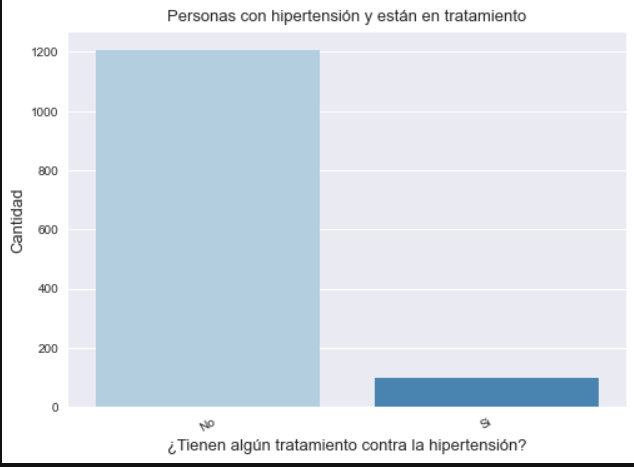 Personas con hipertensión y están en tratamiento
1200
1000
800
600
400
200
0
Cantidad
No
Si
¿Tienen algún tratamiento contra la hipertensión?